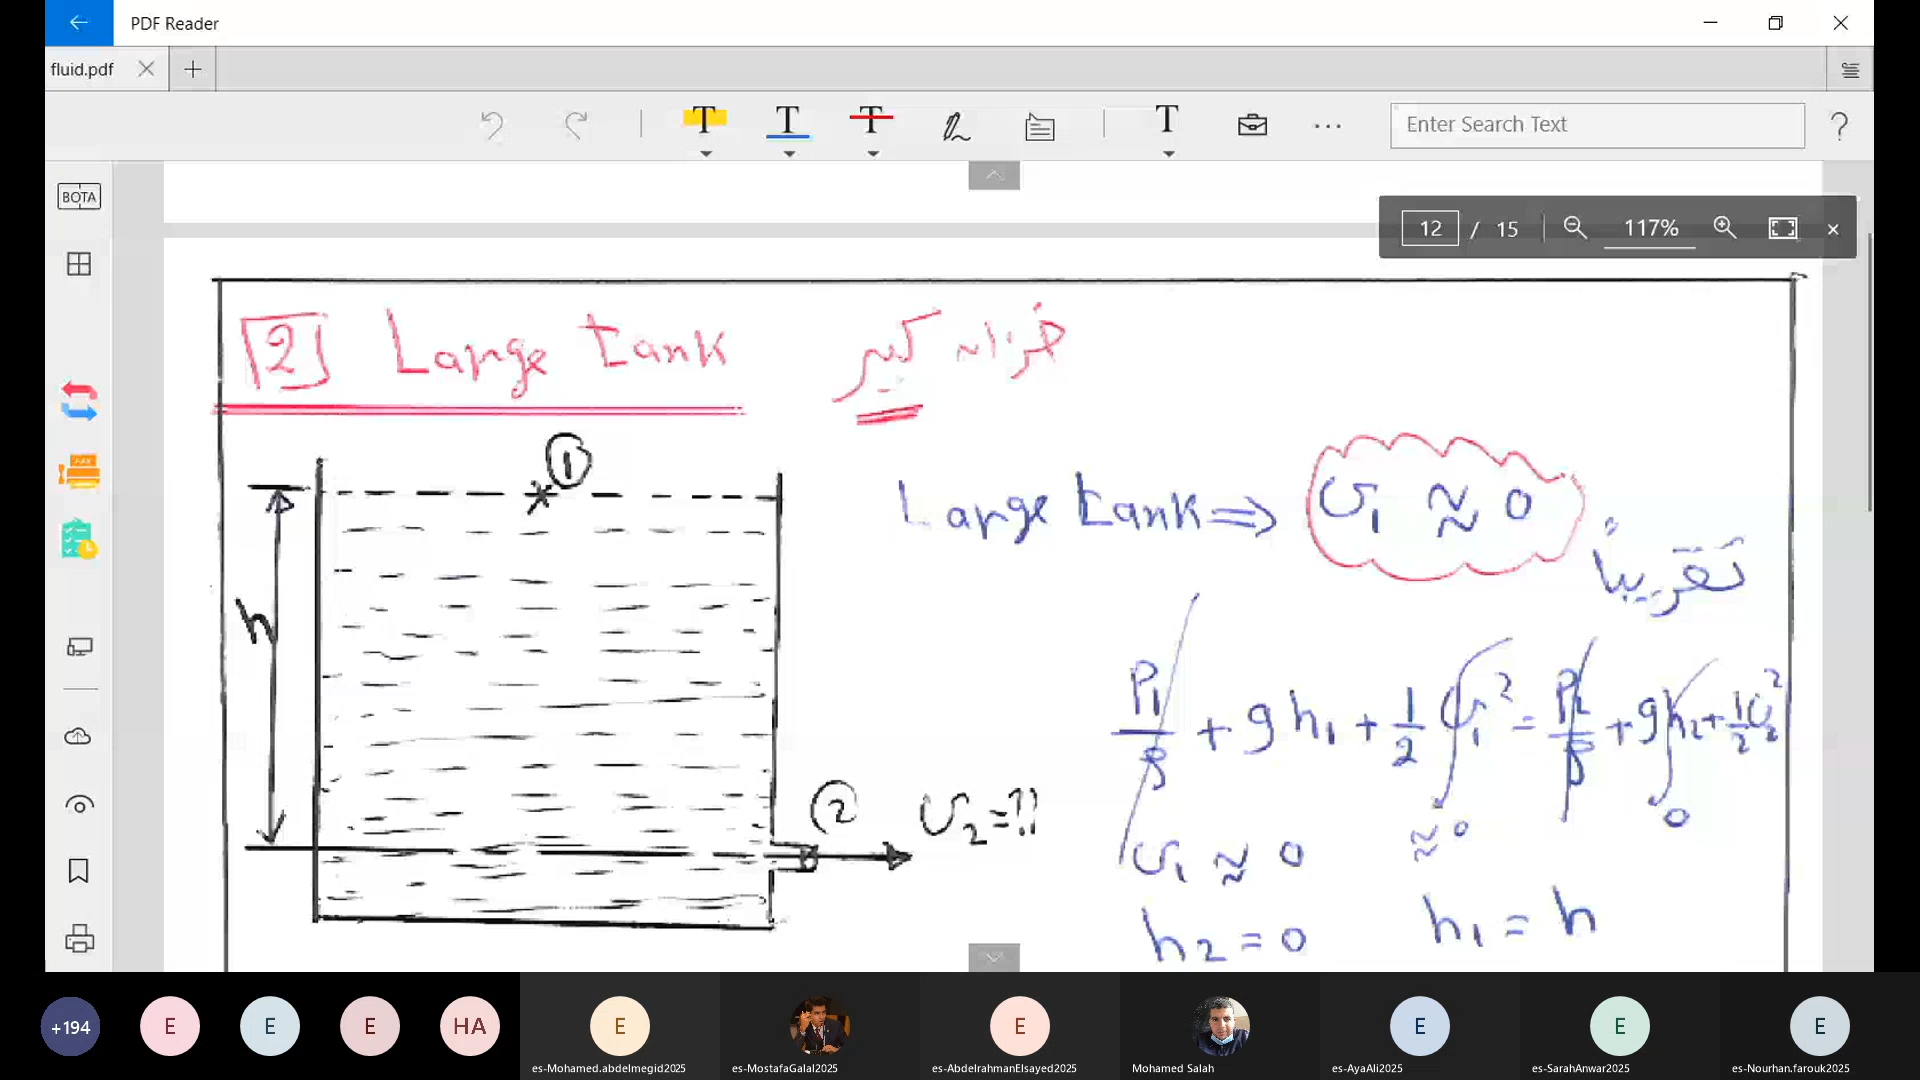 PDF Reader
fluid.pdf
Enter Search Text
BOTA
12 / 15 117%
2 Large tank خزان كبير
1
Large tank ⇒ v₁ ≈ 0
تقريباً
h
P₁/ρ + g h₁ + 1/2 v₁² = P₂/ρ + g h₂ + 1/2 v₂²
≈ 0
0
2 v₂ = ??
v₁ ≈ 0
h₂ = 0 h₁ = h
+194 E E E HA E E E E E
es-Mohamed.abdelmegid2025 es-MostafaGalal2025 es-AbdelrahmanElsayed2025 Mohamed Salah es-AyaAli2025 es-SarahAnwar2025 es-Nourhan.farouk2025